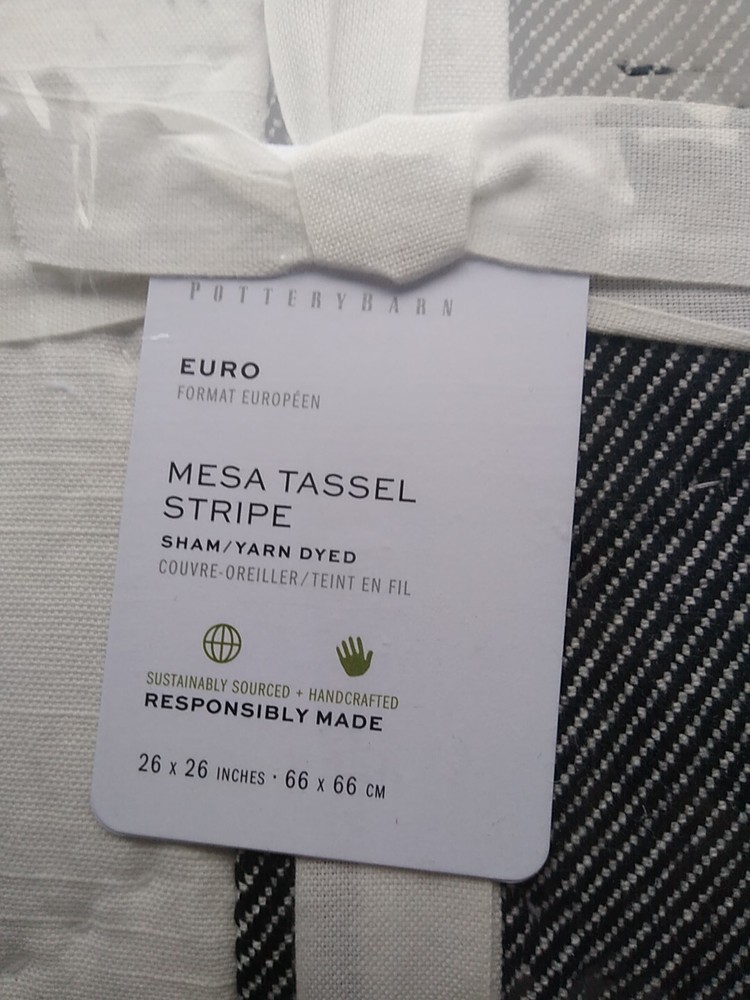 POTTERYBARN
EURO
FORMAT EUROPÉEN
MESA TASSEL
STRIPE
SHAM/YARN DYED
COUVRE-OREILLER/TEINT EN FIL
SUSTAINABLY SOURCED + HANDCRAFTED
RESPONSIBLY MADE
26 x 26 INCHES · 66 x 66 CM